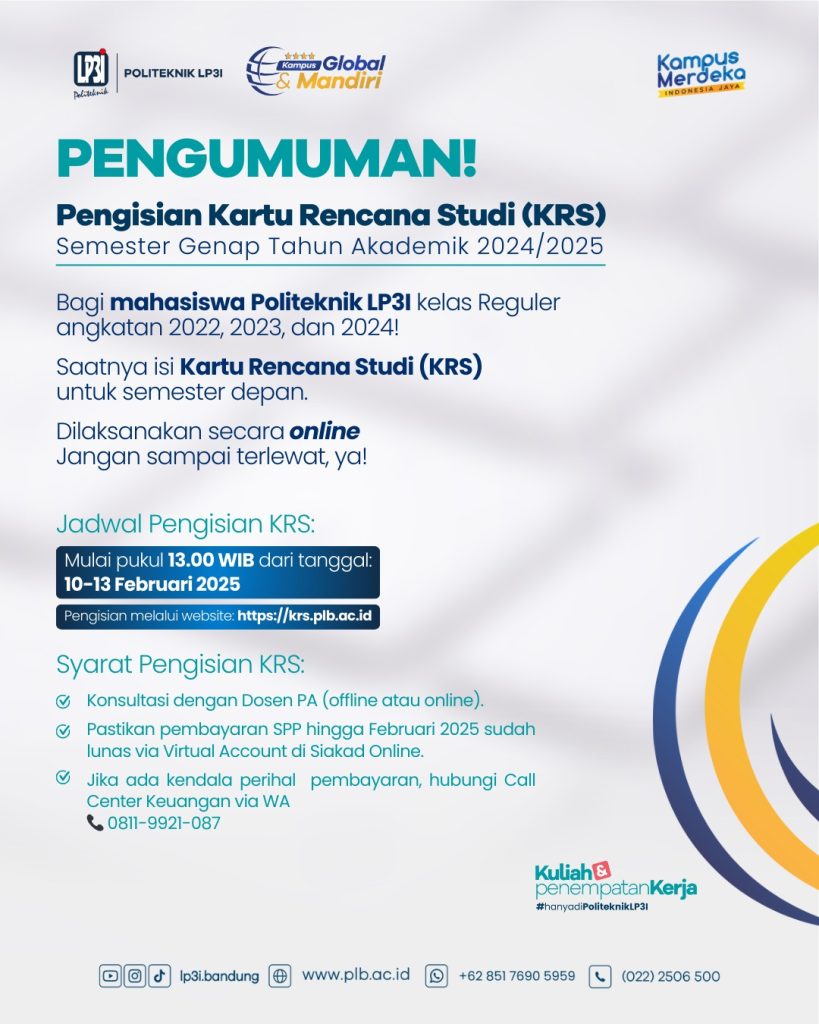 LP3I
Politeknik
POLITEKNIK LP3I
Kampus Global
& Mandiri
Kampus
Merdeka
INDONESIA JAYA
PENGUMUMAN!
Pengisian Kartu Rencana Studi (KRS)
Semester Genap Tahun Akademik 2024/2025
Bagi mahasiswa Politeknik LP3I kelas Reguler
angkatan 2022, 2023, dan 2024!
Saatnya isi Kartu Rencana Studi (KRS)
untuk semester depan.
Dilaksanakan secara online
Jangan sampai terlewat, ya!
Jadwal Pengisian KRS:
Mulai pukul 13.00 WIB dari tanggal:
10-13 Februari 2025
Pengisian melalui website: https://krs.plb.ac.id
Syarat Pengisian KRS:
Konsultasi dengan Dosen PA (offline atau online).
Pastikan pembayaran SPP hingga Februari 2025 sudah
lunas via Virtual Account di Siakad Online.
Jika ada kendala perihal pembayaran, hubungi Call
Center Keuangan via WA
0811-9921-087
Kuliah &
penempatanKerja
#hanyadiPoliteknikLP3I
lp3i.bandung www.plb.ac.id +62 851 7690 5959 (022) 2506 500